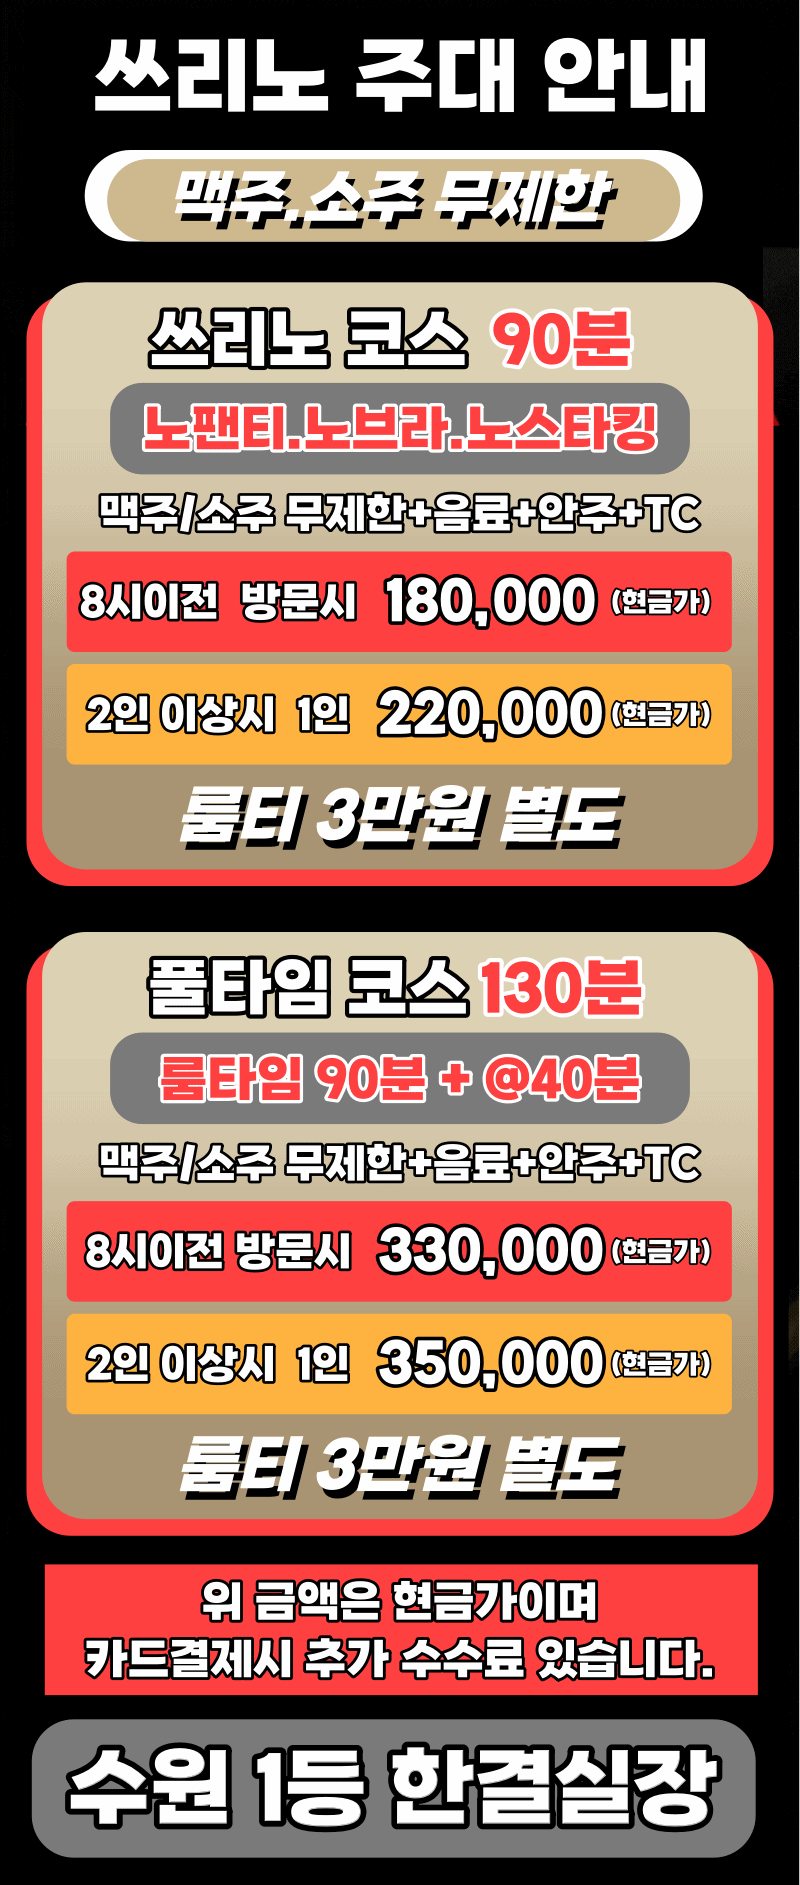 쓰리노 주대 안내
맥주.소주 무제한
쓰리노 코스 90분
노팬티.노브라.노스타킹
맥주/소주 무제한+음료+안주+TC
8시이전 방문시 180,000 (현금가)
2인 이상시 1인 220,000 (현금가)
룸티 3만원 별도
풀타임 코스 130분
룸타임 90분 + @40분
맥주/소주 무제한+음료+안주+TC
8시이전 방문시 330,000 (현금가)
2인 이상시 1인 350,000 (현금가)
룸티 3만원 별도
위 금액은 현금가이며
카드결제시 추가 수수료 있습니다.
수원 1등 한결실장